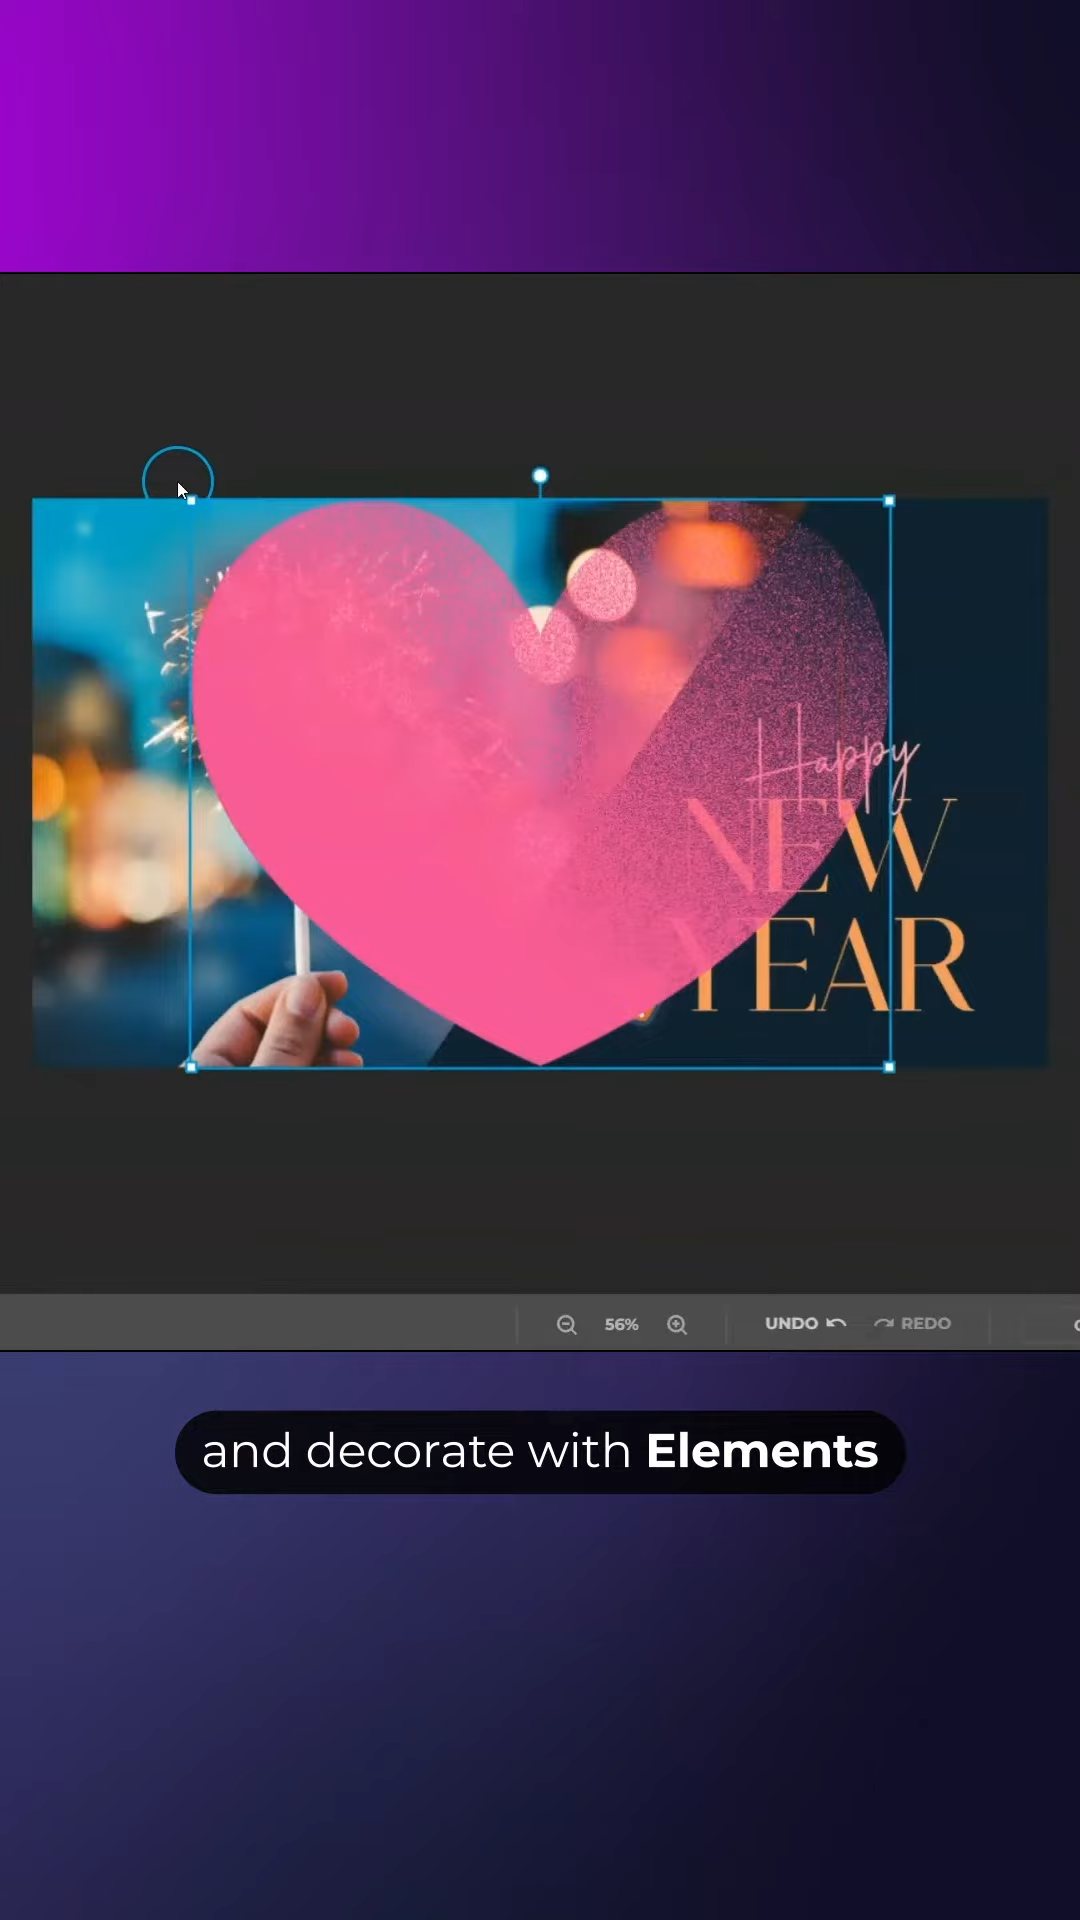 Happy
NEW
YEAR
56%
UNDO
REDO
and decorate with Elements